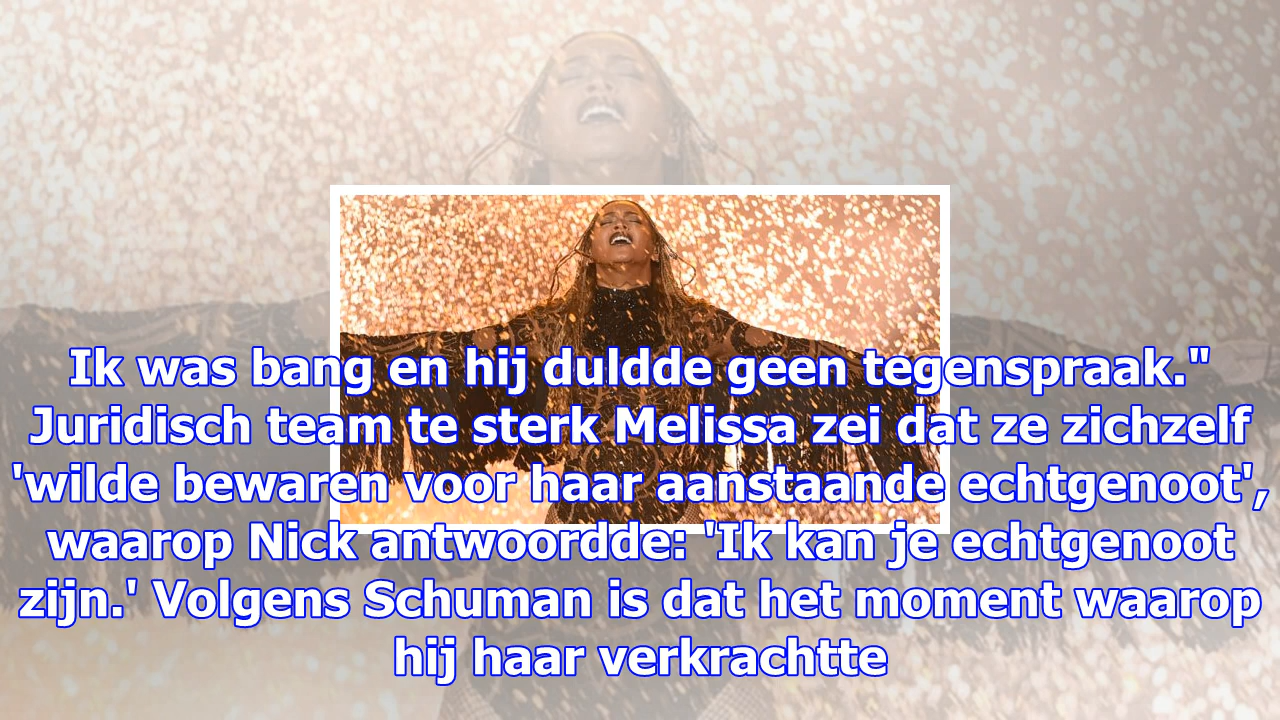 Ik was bang en hij duldde geen tegenspraak."
Juridisch team te sterk Melissa zei dat ze zichzelf
'wilde bewaren voor haar aanstaande echtgenoot',
waarop Nick antwoordde: 'Ik kan je echtgenoot
zijn.' Volgens Schuman is dat het moment waarop
hij haar verkrachtte